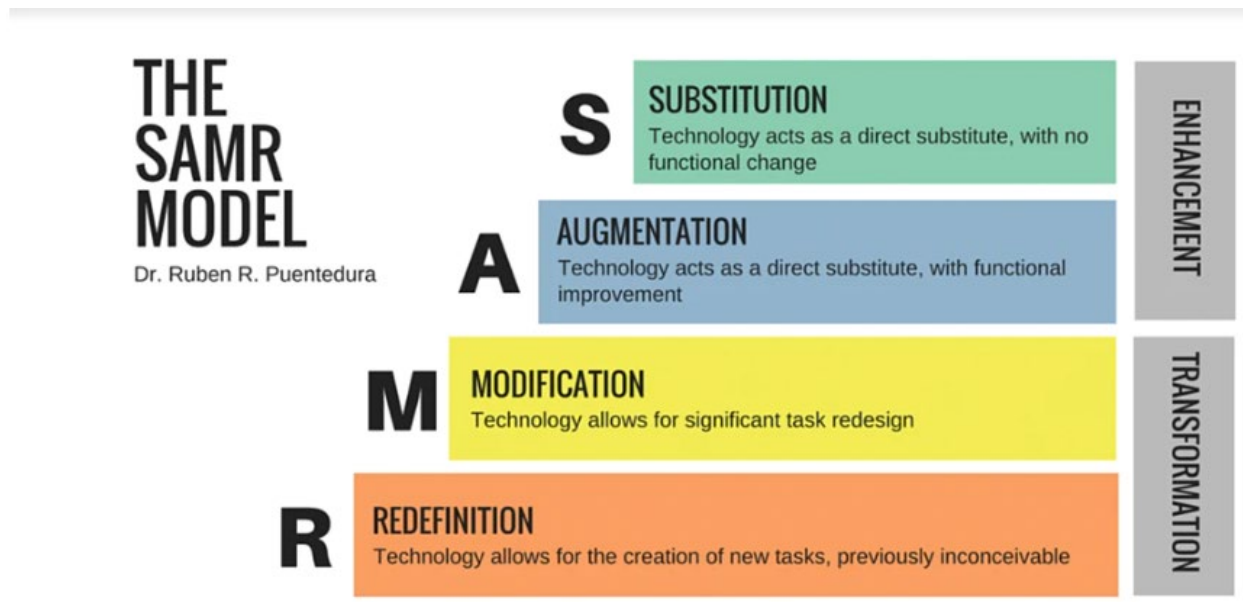 THE
SAMR
MODEL
Dr. Ruben R. Puentedura
S
SUBSTITUTION
Technology acts as a direct substitute, with no
functional change
A
AUGMENTATION
Technology acts as a direct substitute, with functional
improvement
ENHANCEMENT
M
MODIFICATION
Technology allows for significant task redesign
R
REDEFINITION
Technology allows for the creation of new tasks, previously inconceivable
TRANSFORMATION